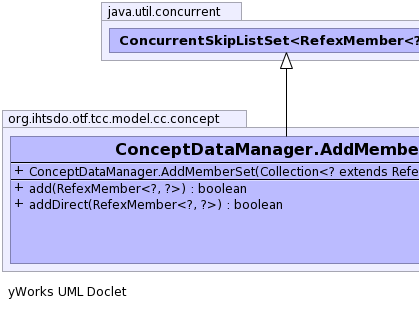 java.util.concurrent
ConcurrentSkipListSet<RefexMember<?
org.ihtsdo.otf.tcc.model.cc.concept
ConceptDataManager.AddMembe
+ ConceptDataManager.AddMemberSet(Collection<? extends Refe
+ add(RefexMember<?, ?>) : boolean
+ addDirect(RefexMember<?, ?>) : boolean
yWorks UML Doclet